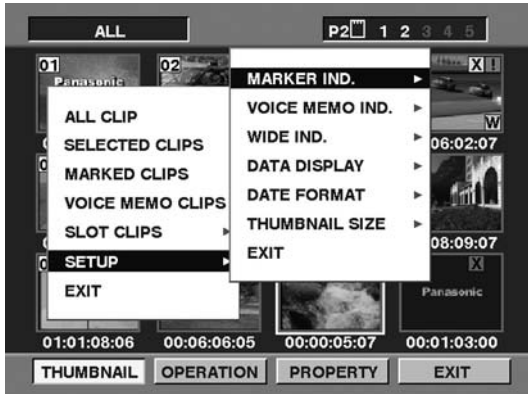 ALL
P2 1 2 3 4 5
01
Panasonic
02
X !
W
06:02:07
08:09:07
X
Panasonic
ALL CLIP
SELECTED CLIPS
MARKED CLIPS
VOICE MEMO CLIPS
SLOT CLIPS
SETUP
EXIT
MARKER IND.
VOICE MEMO IND.
WIDE IND.
DATA DISPLAY
DATE FORMAT
THUMBNAIL SIZE
EXIT
01:01:08:06 00:06:06:05 00:00:05:07 00:01:03:00
THUMBNAIL OPERATION PROPERTY EXIT